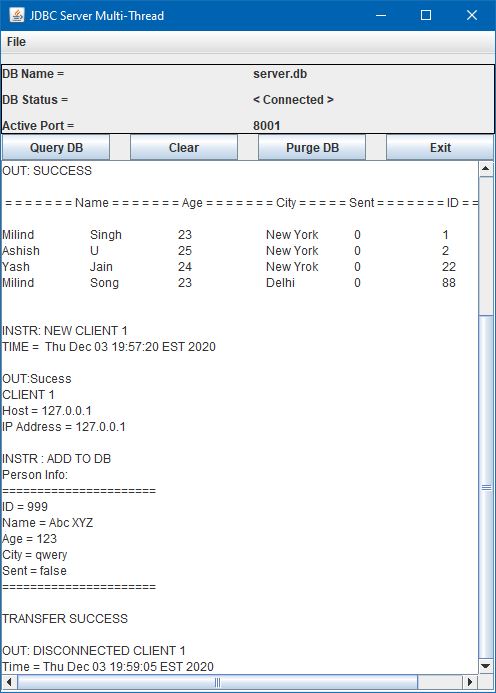 JDBC Server Multi-Thread
File
DB Name = server.db
DB Status = < Connected >
Active Port = 8001
Query DB Clear Purge DB Exit
OUT: SUCCESS
= = = = = = = Name = = = = = = = Age = = = = = = = City = = = = = Sent = = = = = = = ID = =
Milind Singh 23 New York 0 1
Ashish U 25 New York 0 2
Yash Jain 24 New Yrok 0 22
Milind Song 23 Delhi 0 88
INSTR: NEW CLIENT 1
TIME = Thu Dec 03 19:57:20 EST 2020
OUT:Sucess
CLIENT 1
Host = 127.0.0.1
IP Address = 127.0.0.1
INSTR : ADD TO DB
Person Info:
======================
ID = 999
Name = Abc XYZ
Age = 123
City = qwery
Sent = false
======================
TRANSFER SUCCESS
OUT: DISCONNECTED CLIENT 1
Time = Thu Dec 03 19:59:05 EST 2020